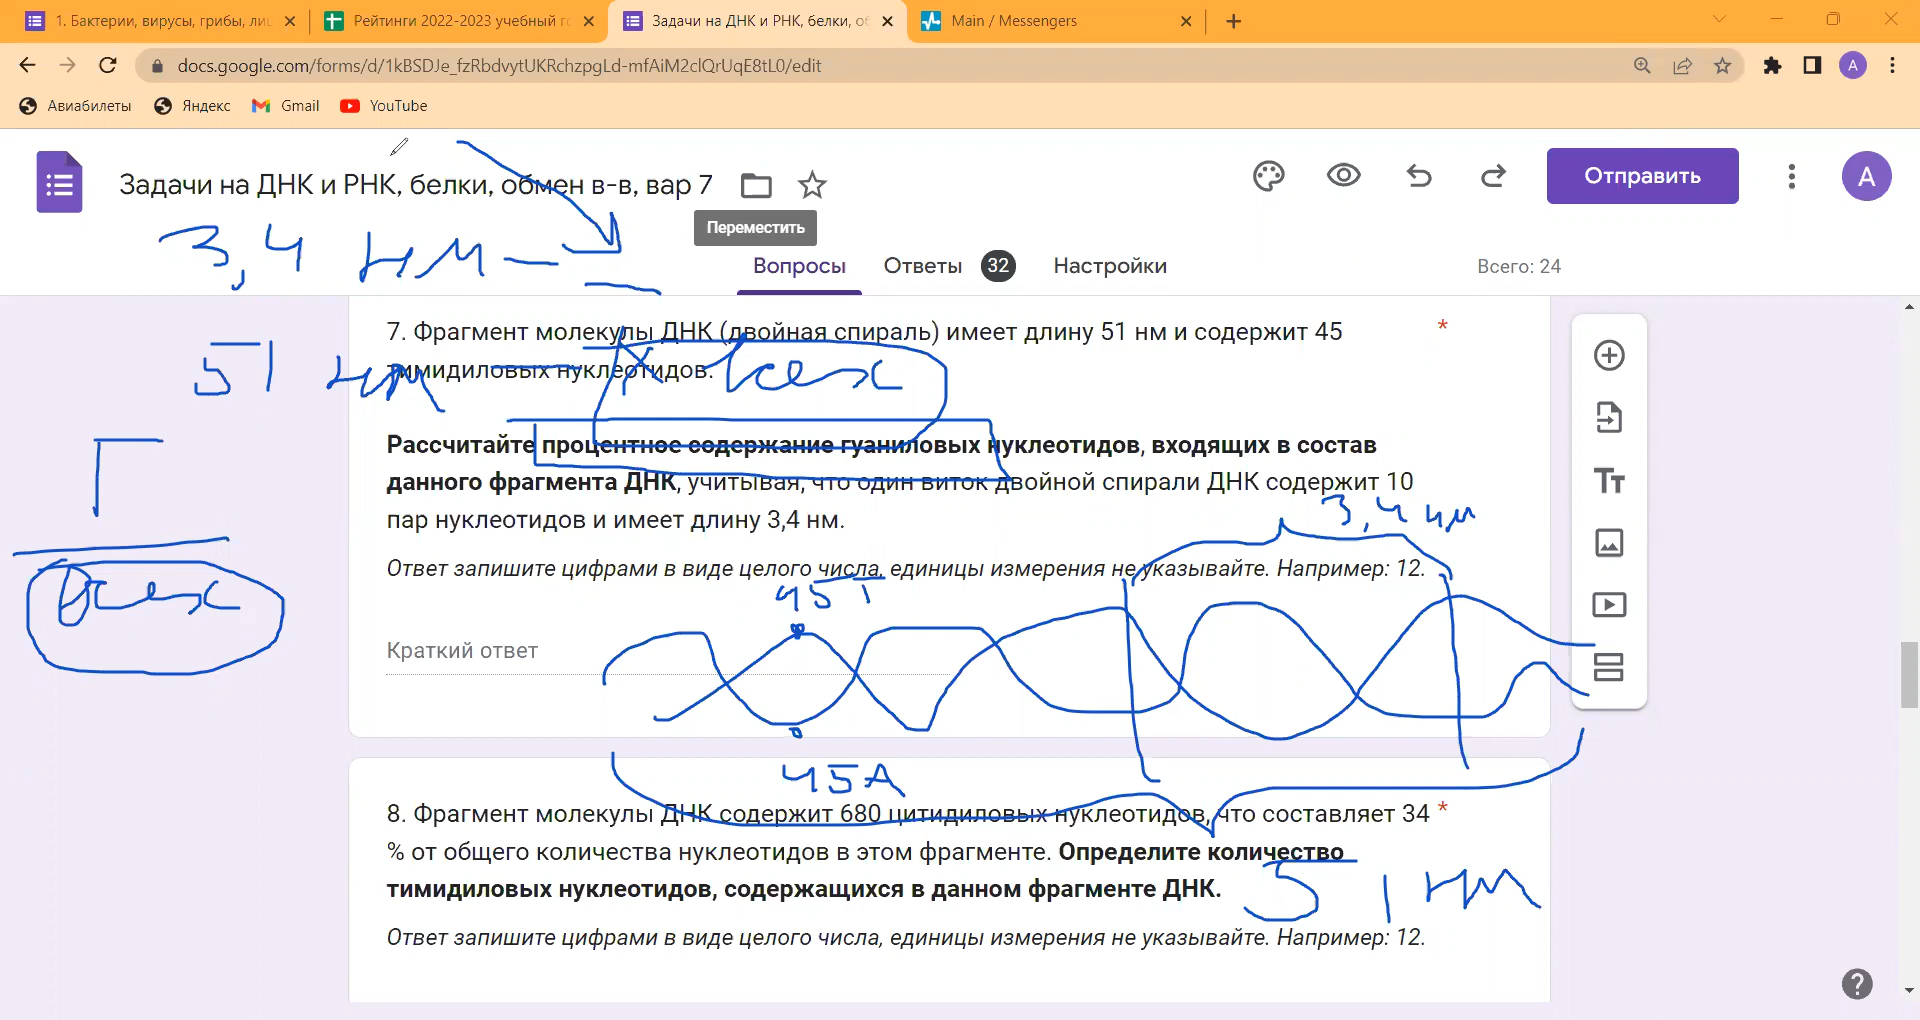 1. Бактерии, вирусы, грибы, ли
Рейтинги 2022-2023 учебный г
Задачи на ДНК и РНК, белки, об
Main / Messengers
docs.google.com/forms/d/1kBSDJe_fzRbdvytUKRchzpgLd-mfAiM2clQrUqE8tL0/edit
A
Авиабилеты
Яндекс
Gmail
YouTube
Задачи на ДНК и РНК, белки, обмен в-в, вар 7
Отправить
A
Переместить
3,4 нм
Вопросы
Ответы 32
Настройки
Всего: 24
7. Фрагмент молекулы ДНК (двойная спираль) имеет длину 51 нм и содержит 45 *
тимидиловых нуклеотидов.
51 нм
X всех
Рассчитайте процентное содержание гуаниловых нуклеотидов, входящих в состав
данного фрагмента ДНК, учитывая, что один виток двойной спирали ДНК содержит 10
пар нуклеотидов и имеет длину 3,4 нм.
Г
всех
3,4 нм
Ответ запишите цифрами в виде целого числа, единицы измерения не указывайте. Например: 12.
45 Т
Краткий ответ
45 А
8. Фрагмент молекулы ДНК содержит 680 цитидиловых нуклеотидов, что составляет 34 *
% от общего количества нуклеотидов в этом фрагменте. Определите количество
тимидиловых нуклеотидов, содержащихся в данном фрагменте ДНК.
51 нм
Ответ запишите цифрами в виде целого числа, единицы измерения не указывайте. Например: 12.